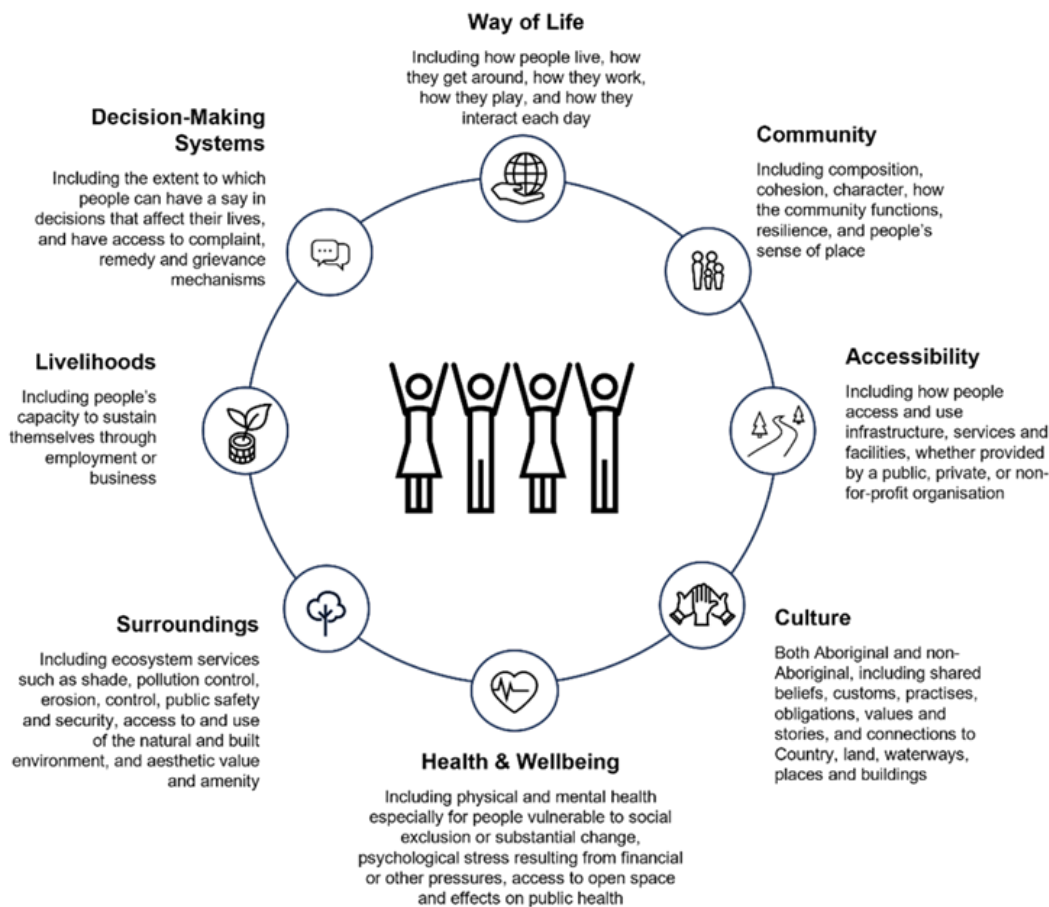 Way of Life
Including how people live, how
they get around, how they work,
how they play, and how they
interact each day
Community
Including composition,
cohesion, character, how
the community functions,
resilience, and people's
sense of place
Accessibility
Including how people
access and use
infrastructure, services and
facilities, whether provided
by a public, private, or non-
for-profit organisation
Culture
Both Aboriginal and non-
Aboriginal, including shared
beliefs, customs, practises,
obligations, values and
stories, and connections to
Country, land, waterways,
places and buildings
Health & Wellbeing
Including physical and mental health
especially for people vulnerable to social
exclusion or substantial change,
psychological stress resulting from financial
or other pressures, access to open space
and effects on public health
Surroundings
Including ecosystem services
such as shade, pollution control,
erosion, control, public safety
and security, access to and use
of the natural and built
environment, and aesthetic value
and amenity
Livelihoods
Including people's
capacity to sustain
themselves through
employment or
business
Decision-Making
Systems
Including the extent to which
people can have a say in
decisions that affect their lives,
and have access to complaint,
remedy and grievance
mechanisms